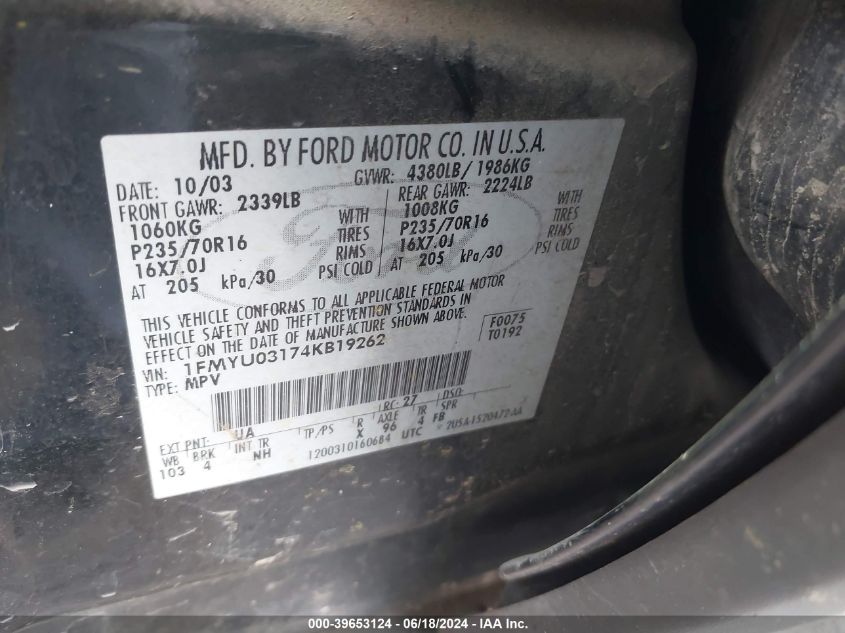 MFD. BY FORD MOTOR CO. IN U.S.A.
DATE: 10/03 GVWR: 4380LB/ 1986KG
FRONT GAWR: 2339LB REAR GAWR: 2224LB
1060KG WITH 1008KG WITH
P235/70R16 TIRES P235/70R16 TIRES
16X7.0J RIMS 16X7.0J RIMS
AT 205 kPa/30 PSI COLD AT 205 kPa/30 PSI COLD
Ford
THIS VEHICLE CONFORMS TO ALL APPLICABLE FEDERAL MOTOR
VEHICLE SAFETY AND THEFT PREVENTION STANDARDS IN
EFFECT ON THE DATE OF MANUFACTURE SHOWN ABOVE.
VIN: 1FMYU03174KB19262 F0075
TYPE: MPV T0192
RC: 27 DSO:
EXT PNT: UA
WB BRK INT TR TP/PS R AXLE TR SPR
103 4 NH X 96 4 FB
1200310160684 UTC
000-39653124 - 06/18/2024 - IAA Inc.